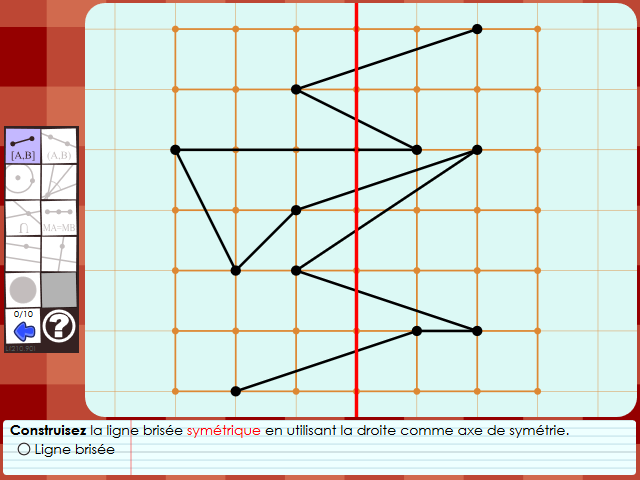 [A,B]
(A,B)
∩
MA=MB
0/10
?
Construisez la ligne brisée symétrique en utilisant la droite comme axe de symétrie.
Ligne brisée